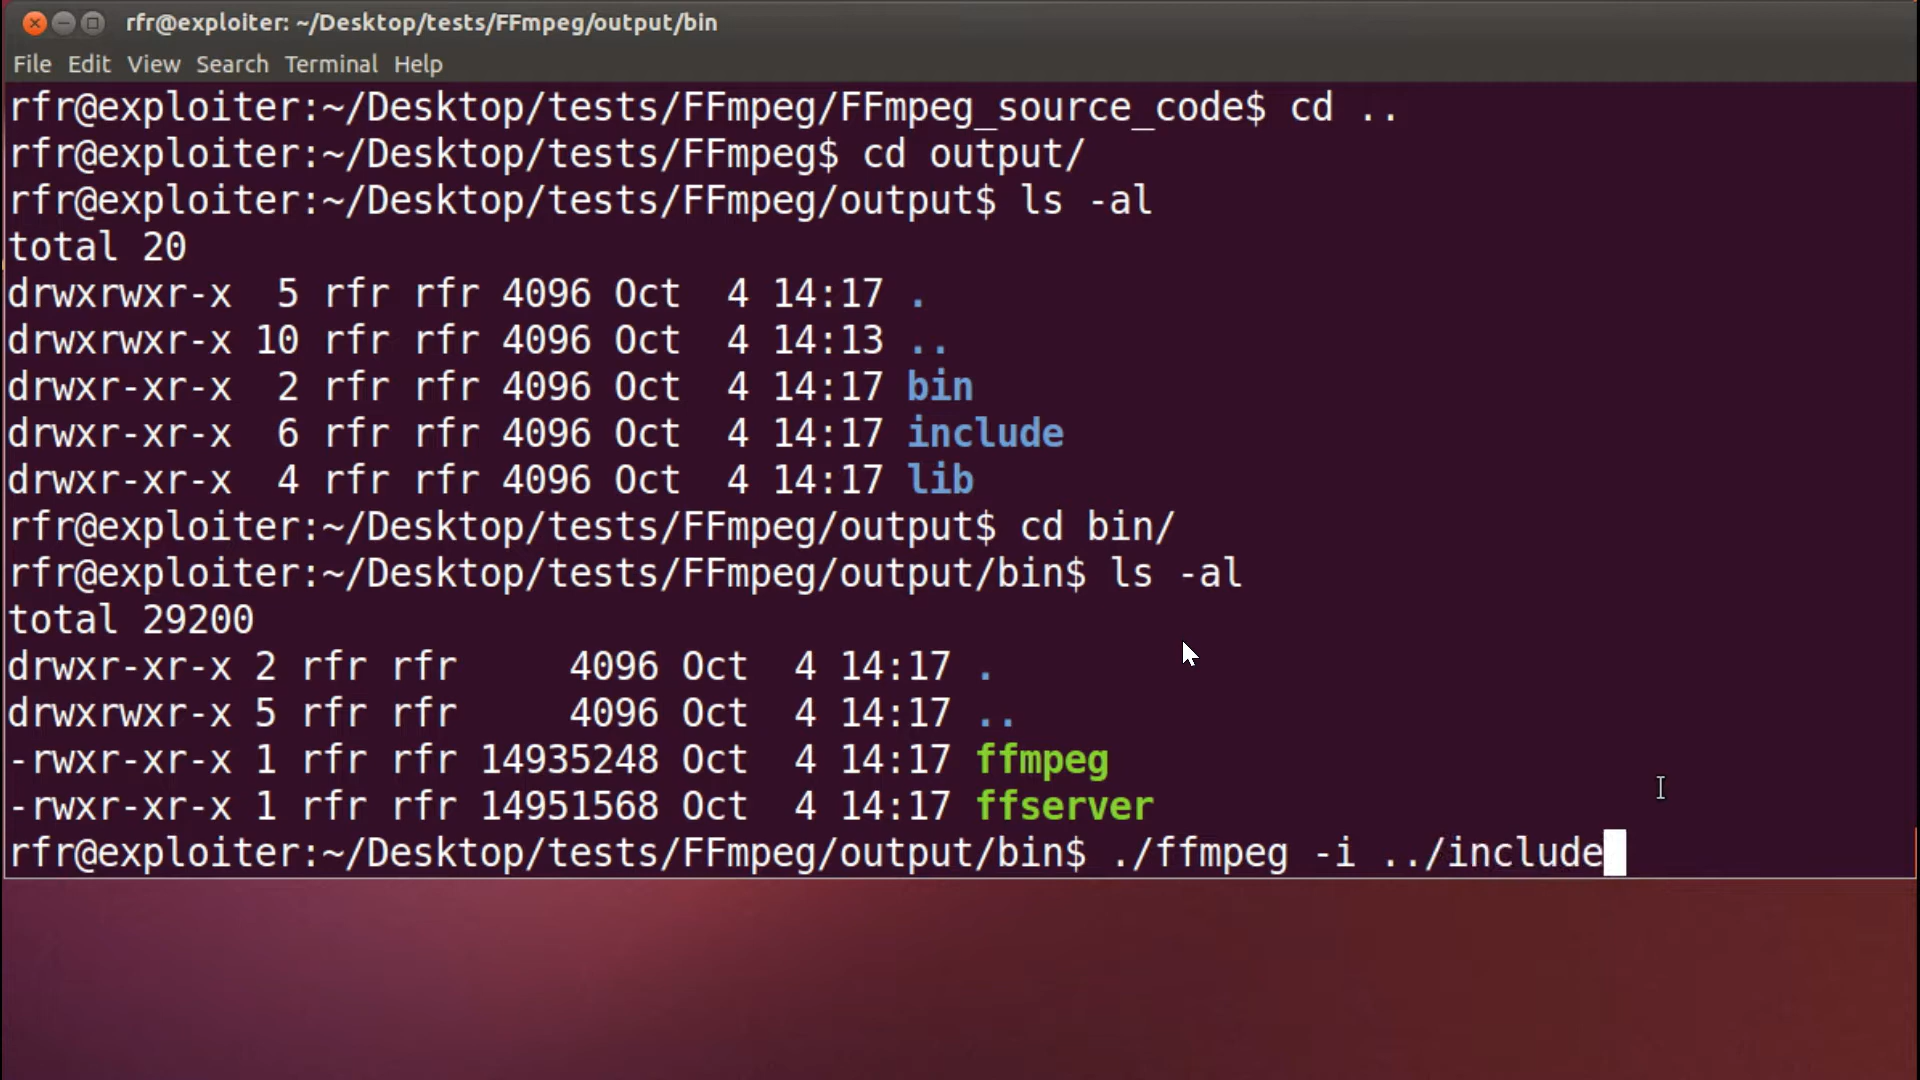 rfr@exploiter: ~/Desktop/tests/FFmpeg/output/bin
File Edit View Search Terminal Help
rfr@exploiter:~/Desktop/tests/FFmpeg/FFmpeg_source_code$ cd ..
rfr@exploiter:~/Desktop/tests/FFmpeg$ cd output/
rfr@exploiter:~/Desktop/tests/FFmpeg/output$ ls -al
total 20
drwxrwxr-x  5 rfr rfr 4096 Oct  4 14:17 .
drwxrwxr-x 10 rfr rfr 4096 Oct  4 14:13 ..
drwxr-xr-x  2 rfr rfr 4096 Oct  4 14:17 bin
drwxr-xr-x  6 rfr rfr 4096 Oct  4 14:17 include
drwxr-xr-x  4 rfr rfr 4096 Oct  4 14:17 lib
rfr@exploiter:~/Desktop/tests/FFmpeg/output$ cd bin/
rfr@exploiter:~/Desktop/tests/FFmpeg/output/bin$ ls -al
total 29200
drwxr-xr-x 2 rfr rfr     4096 Oct  4 14:17 .
drwxrwxr-x 5 rfr rfr     4096 Oct  4 14:17 ..
-rwxr-xr-x 1 rfr rfr 14935248 Oct  4 14:17 ffmpeg
-rwxr-xr-x 1 rfr rfr 14951568 Oct  4 14:17 ffserver
rfr@exploiter:~/Desktop/tests/FFmpeg/output/bin$ ./ffmpeg -i ../include